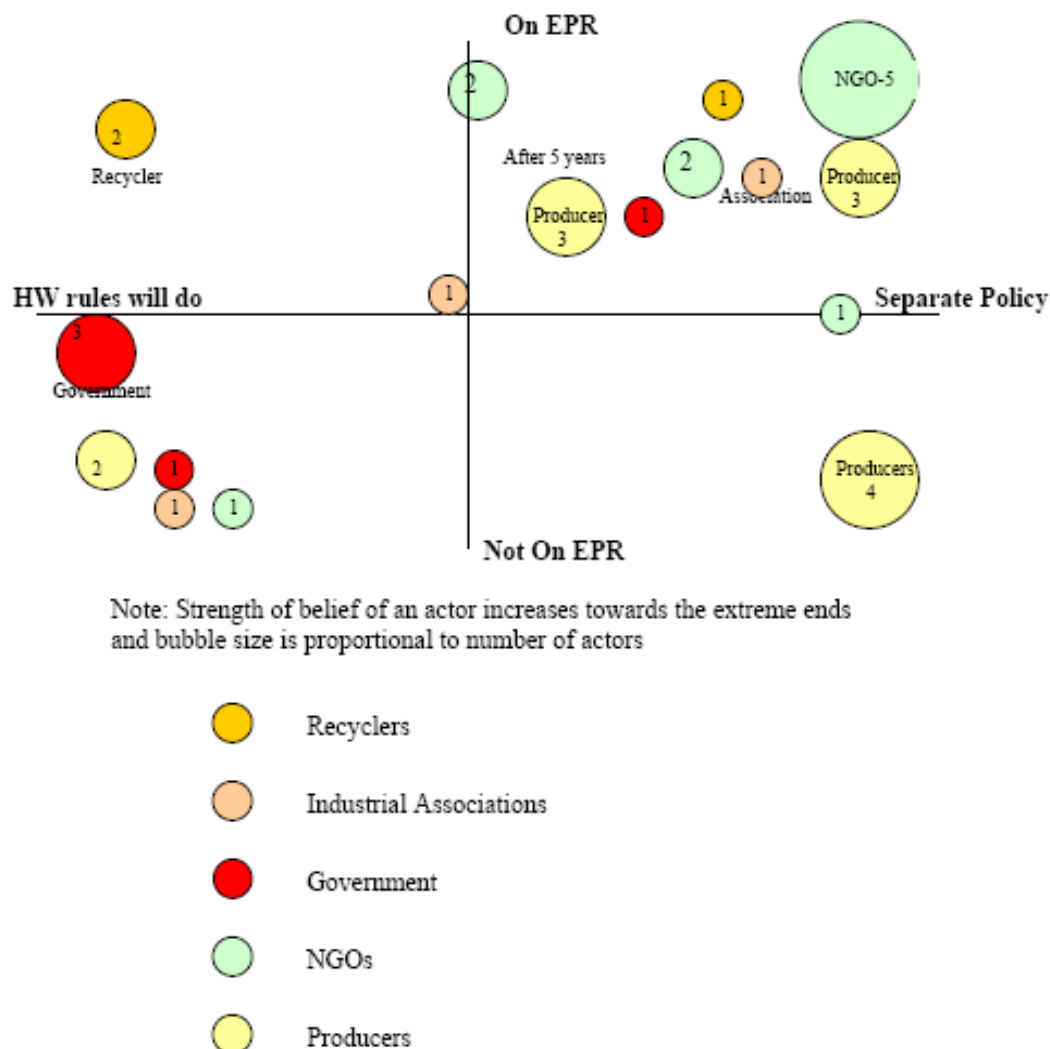 On EPR
2
NGO-5
1
2
Recycler
After 5 years
2
1
Association
Producer
3
Producer
3
1
1
HW rules will do
Separate Policy
1
3
Government
2
1
1
1
Producers
4
Not On EPR
Note: Strength of belief of an actor increases towards the extreme ends
and bubble size is proportional to number of actors
Recyclers
Industrial Associations
Government
NGOs
Producers